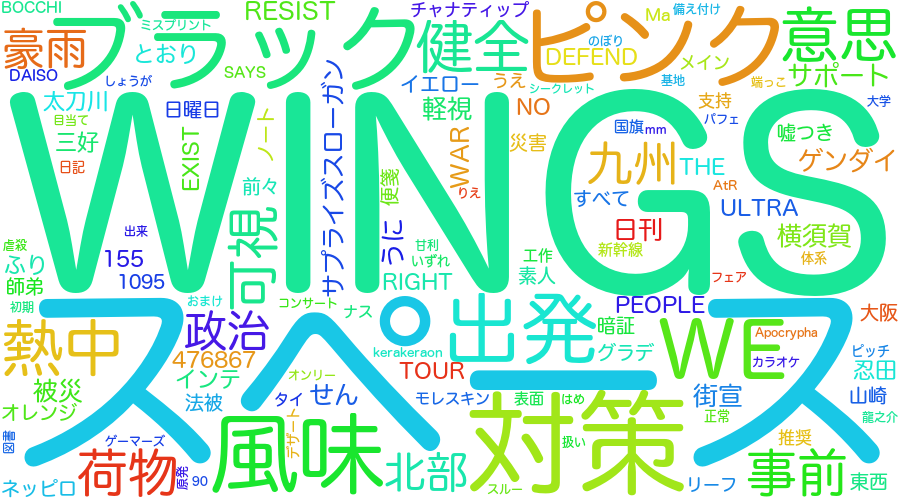 BOCCHI
ミスプリント
ブラック
RESIST
チャナティップ
ピンク
Ma
備え付け
意思
豪雨
とおり
健全
DEFEND
のぼり
メイン
サポート
DAISO
しょうが
SAYS
イエロー
うえ
シークレット
基地
端っこ
太刀川
日曜日
サプライズスローガン
軽視
NO
支持
パフェ
大学
目当て
三好
EXIST
ノート
WAR
災害
国旗
mm
嘘つき
WINGS
日記
前々
便箋
りえ
九州
THE
AtR
ゲンダイ
すべて
ULTRA
出来
虐殺
ふり
155
可視
うに
甘利
いずれ
工作
日刊
新幹線
横須賀
体系
師弟
1095
RIGHT
素人
フェア
初期
おまけ
コンサート
ナス
PEOPLE
大阪
スペース
熱中
政治
出発
暗証
WE
Apocrypha
476867
kerakeraon
グラデ
カラオケ
ピッチ
被災
インテ
オンリー
TOUR
忍田
オレンジ
法被
タイ
せん
モレスキン
表面
はめ
街宣
山崎
図書
ゲーマーズ
風味
デザート
対策
正常
龍之介
荷物
北部
扱い
推奨
事前
ネッピロ
原発
90
スルー
リーフ
東西